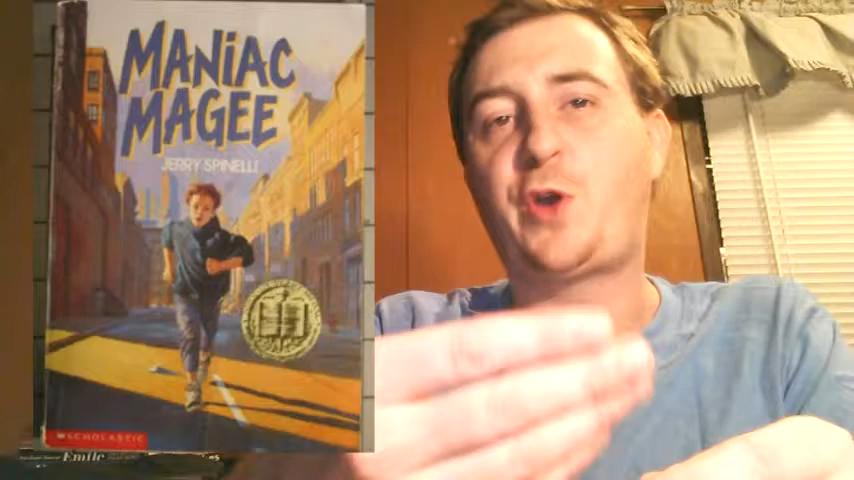 MANiAC
MAGEE
JERRY SPINELLI
SCHOLASTIC
Emile